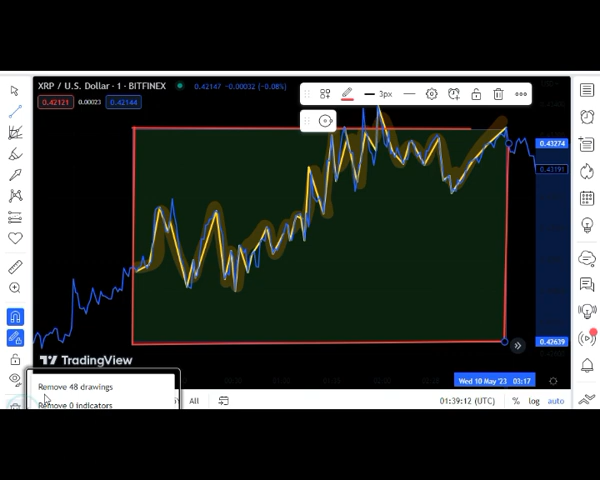 XRP / U.S. Dollar · 1 · BITFINEX
0.42147 -0.00032 (-0.08%)
3px
0.42121 0.00023 0.42144
0.43274
0.43191
0.42639
TradingView
Wed 10 May '23 03:17
Remove 48 drawings
Remove 0 indicators
All
01:39:12 (UTC)
% log auto